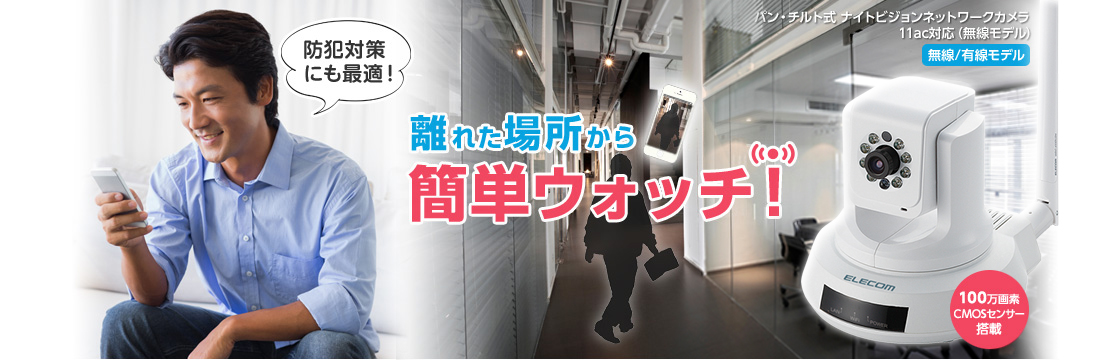 防犯対策
にも最適！
離れた場所から
簡単ウォッチ！
パン・チルト式 ナイトビジョンネットワークカメラ
11ac対応（無線モデル）
無線/有線モデル
ELECOM
POWER
100万画素
CMOSセンサー
搭載